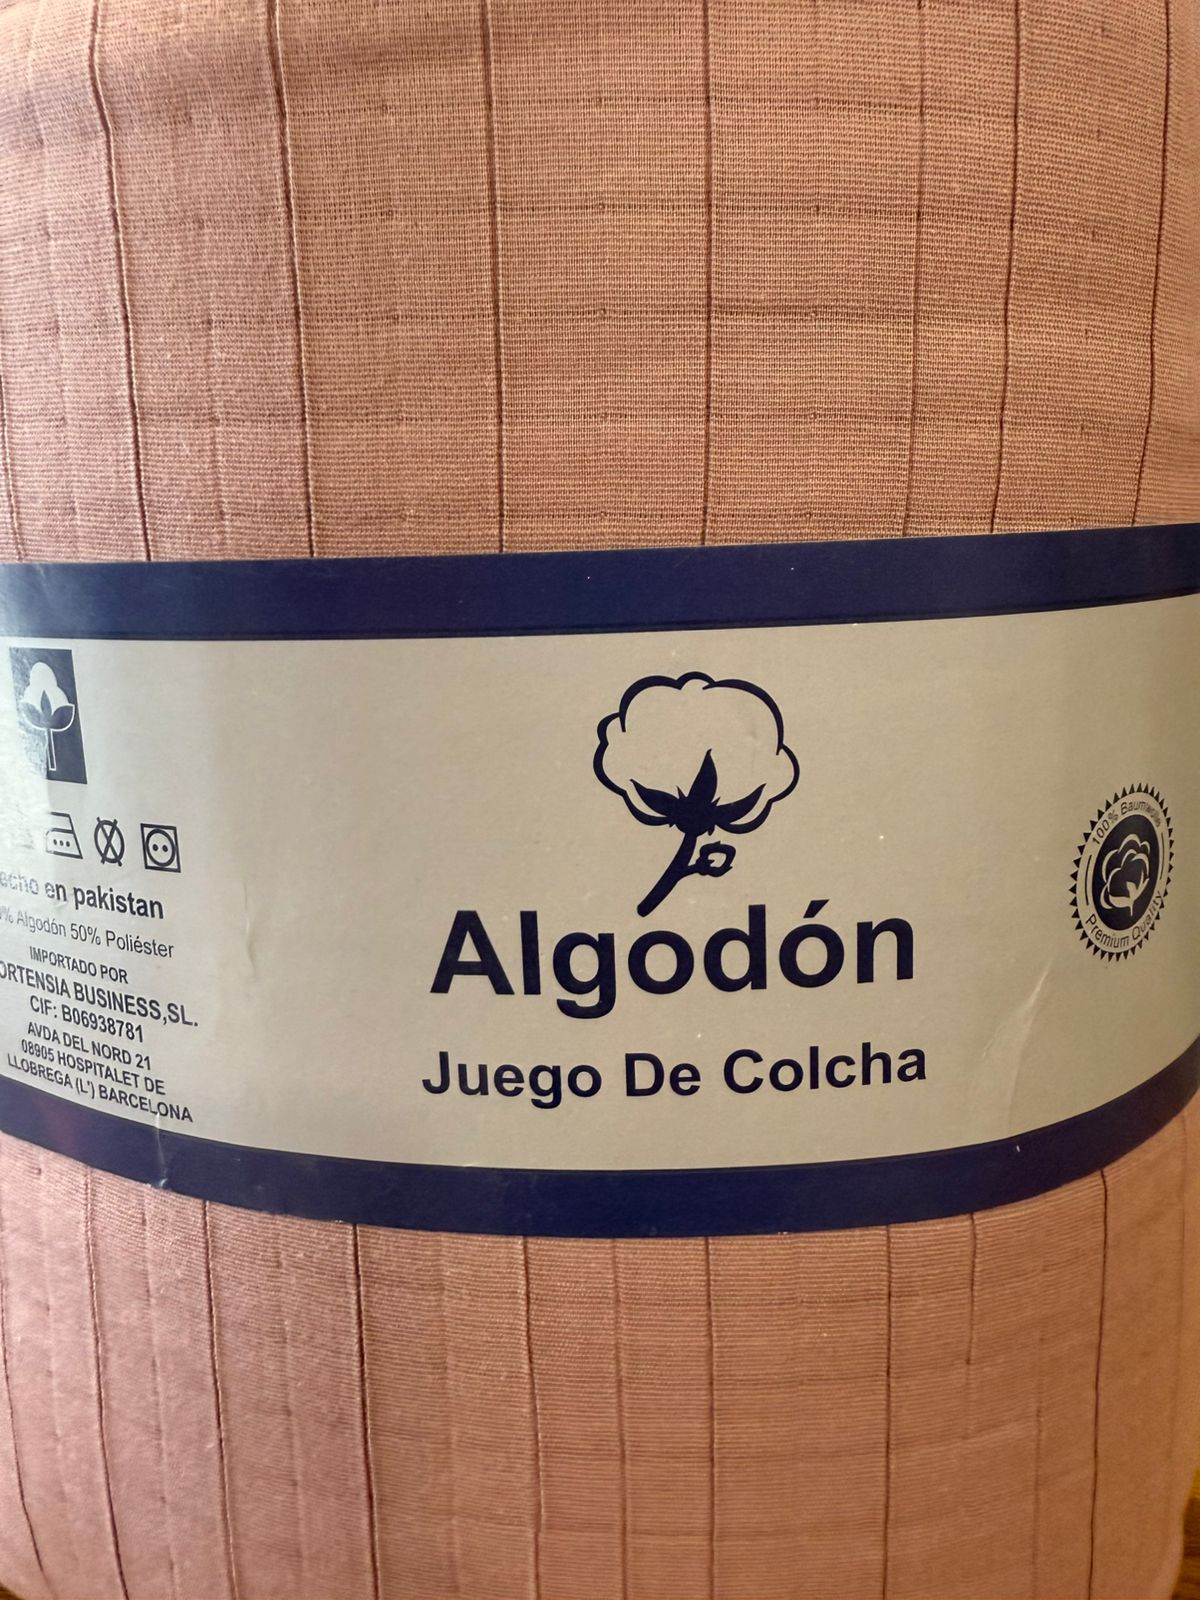 en pakistan
Algodón 50% Poliéster
IMPORTADO POR
ORTENSIA BUSINESS,SL.
CIF: B06938781
AVDA DEL NORD 21
08905 HOSPITALET DE
LLOBREGA (L') BARCELONA
Algodón
Juego De Colcha
100% Baumwolle
Premium Quality